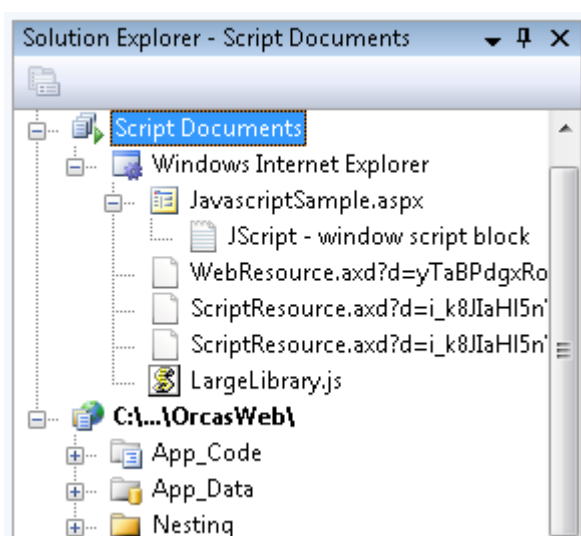 Solution Explorer - Script Documents
Script Documents
Windows Internet Explorer
JavascriptSample.aspx
JScript - window script block
WebResource.axd?d=yTaBPdgxRo
ScriptResource.axd?d=i_k8JIaHI5n
ScriptResource.axd?d=i_k8JIaHI5n
LargeLibrary.js
C:\...\OrcasWeb\
App_Code
App_Data
Nesting